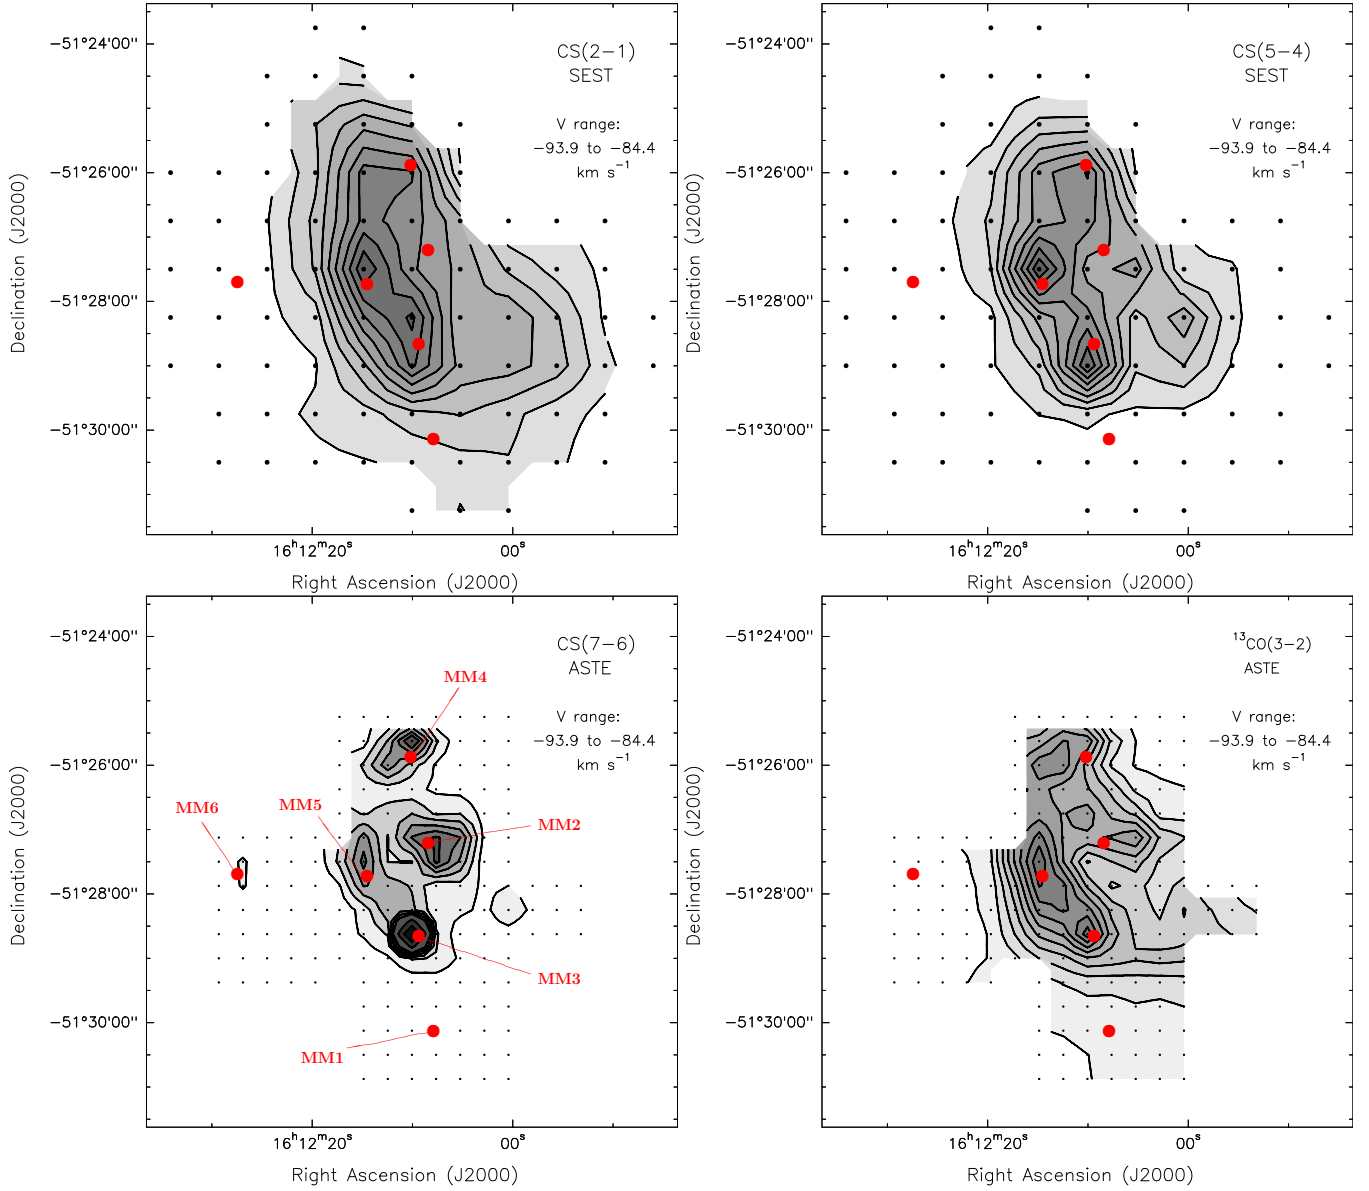 −51°24'00"
−51°26'00"
−51°28'00"
−51°30'00"
Declination (J2000)
CS(2−1)
SEST
V range:
−93.9 to −84.4
km s⁻¹
16ʰ12ᵐ20ˢ
00ˢ
Right Ascension (J2000)
−51°24'00"
−51°26'00"
−51°28'00"
−51°30'00"
Declination (J2000)
CS(5−4)
SEST
V range:
−93.9 to −84.4
km s⁻¹
16ʰ12ᵐ20ˢ
00ˢ
Right Ascension (J2000)
−51°24'00"
−51°26'00"
−51°28'00"
−51°30'00"
Declination (J2000)
CS(7−6)
ASTE
V range:
−93.9 to −84.4
km s⁻¹
MM4
MM6
MM5
MM2
MM3
MM1
16ʰ12ᵐ20ˢ
00ˢ
Right Ascension (J2000)
−51°24'00"
−51°26'00"
−51°28'00"
−51°30'00"
Declination (J2000)
¹³CO(3−2)
ASTE
V range:
−93.9 to −84.4
km s⁻¹
16ʰ12ᵐ20ˢ
00ˢ
Right Ascension (J2000)